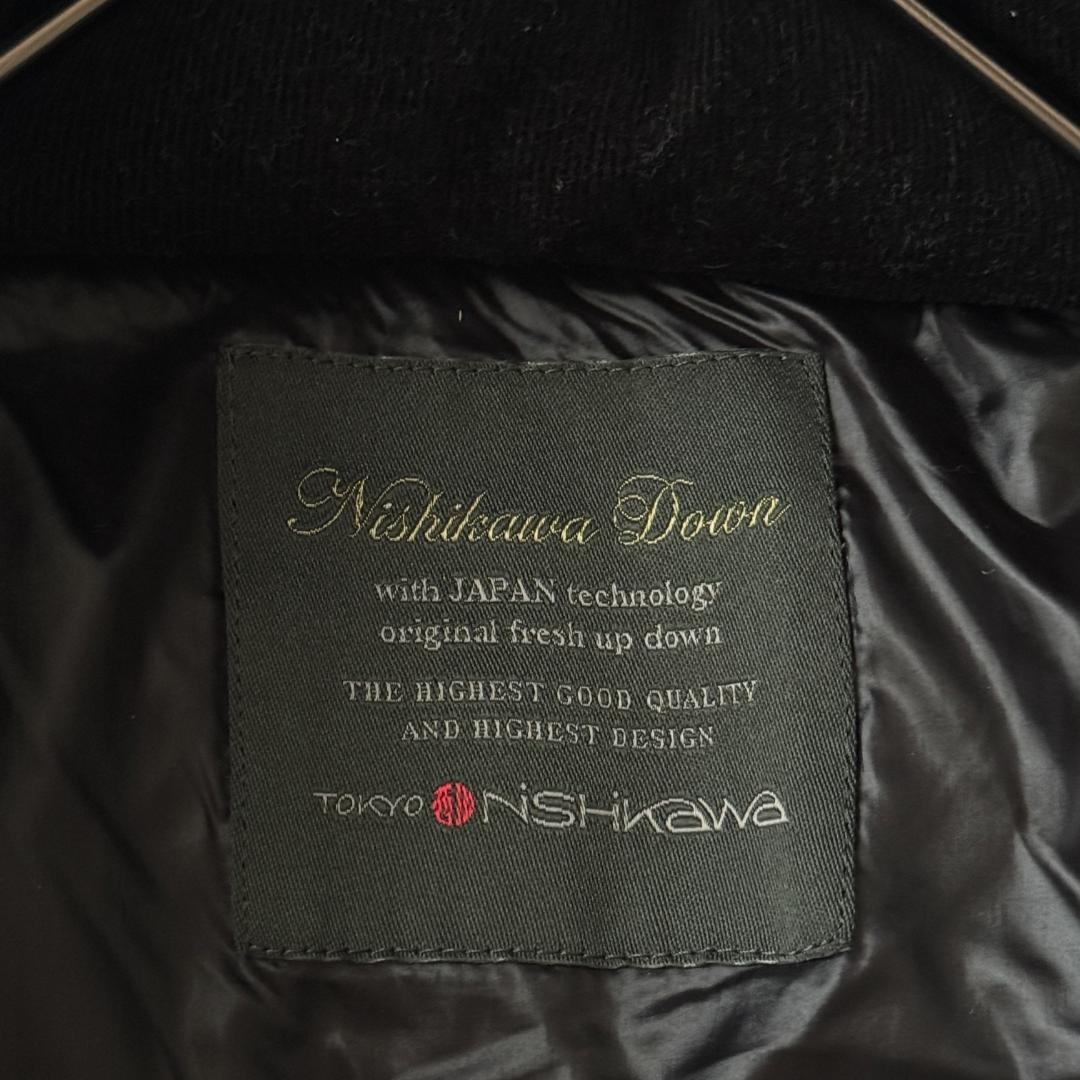 Nishikawa Down
with JAPAN technology
original fresh up down
THE HIGHEST GOOD QUALITY
AND HIGHEST DESIGN
TOKYO NiSHiKaWa